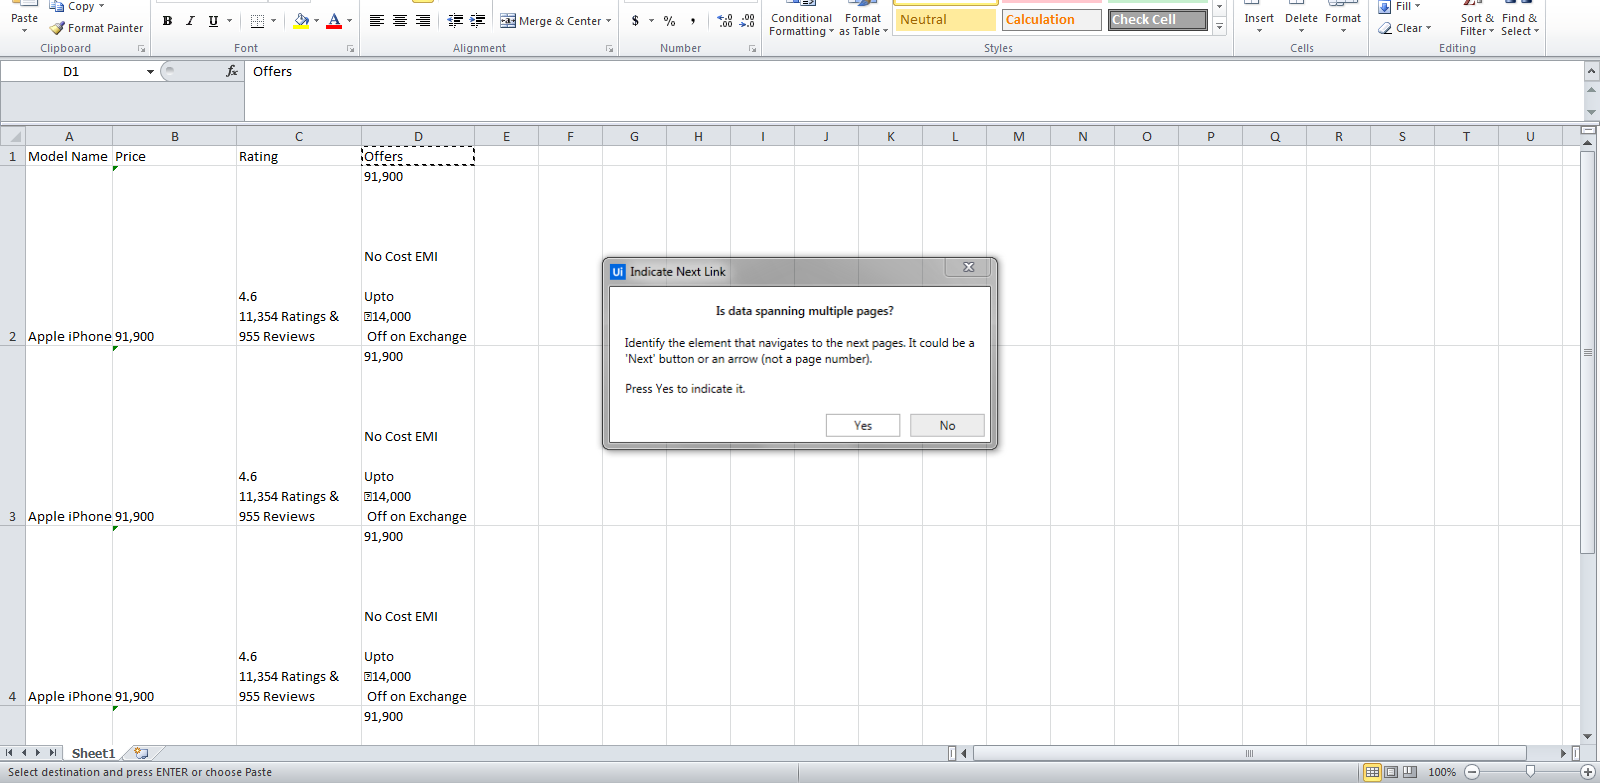 Paste
Copy
Format Painter
Clipboard
B I U
A
Font
Merge & Center
Alignment
$ % ,
.00 .00
Number
Conditional Formatting
Format as Table
Neutral
Calculation
Check Cell
Styles
Insert Delete Format
Cells
Fill
Clear
Sort & Filter
Find & Select
Editing
D1
fx
Offers
A B C D E F G H I J K L M N O P Q R S T U
1 Model Name Price Rating Offers
91,900
No Cost EMI
4.6 Upto
11,354 Ratings & 14,000
2 Apple iPhone 91,900 955 Reviews Off on Exchange
91,900
No Cost EMI
4.6 Upto
11,354 Ratings & 14,000
3 Apple iPhone 91,900 955 Reviews Off on Exchange
91,900
No Cost EMI
4.6 Upto
11,354 Ratings & 14,000
4 Apple iPhone 91,900 955 Reviews Off on Exchange
91,900
Ui Indicate Next Link
Is data spanning multiple pages?
Identify the element that navigates to the next pages. It could be a
'Next' button or an arrow (not a page number).
Press Yes to indicate it.
Yes No
Sheet1
Select destination and press ENTER or choose Paste
100%